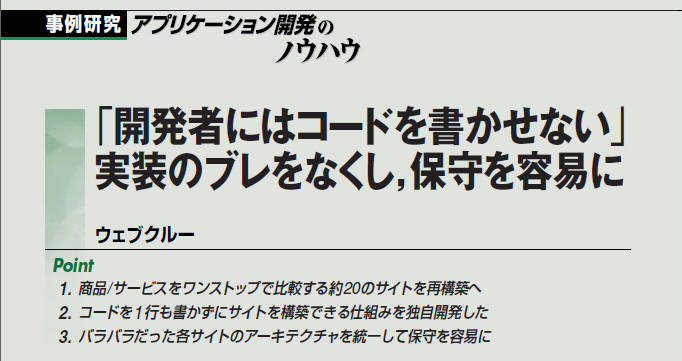 事例研究 アプリケーション開発の
ノウハウ
「開発者にはコードを書かせない」
実装のブレをなくし,保守を容易に
ウェブクルー
Point
1. 商品/サービスをワンストップで比較する約20のサイトを再構築へ
2. コードを1行も書かずにサイトを構築できる仕組みを独自開発した
3. バラバラだった各サイトのアーキテクチャを統一して保守を容易に